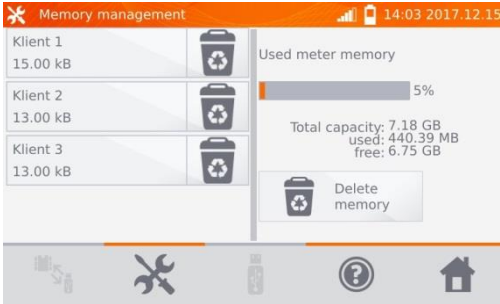 Memory management
14:03 2017.12.15
Klient 1
15.00 kB
Klient 2
13.00 kB
Klient 3
13.00 kB
Used meter memory
5%
Total capacity: 7.18 GB
used: 440.39 MB
free: 6.75 GB
Delete
memory